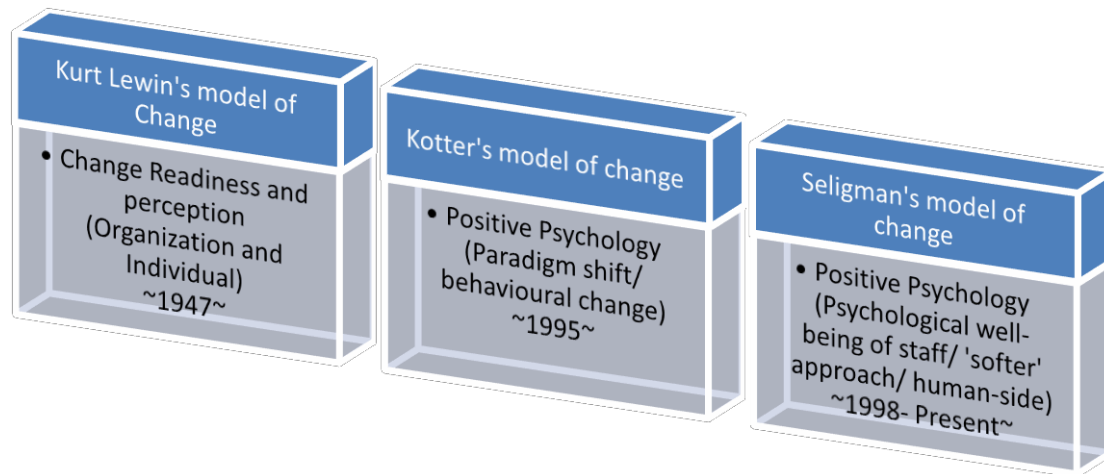 Kurt Lewin's model of
Change
• Change Readiness and
perception
(Organization and
Individual)
~1947~
Kotter's model of change
• Positive Psychology
(Paradigm shift/
behavioural change)
~1995~
Seligman's model of
change
• Positive Psychology
(Psychological well-
being of staff/ 'softer'
approach/ human-side)
~1998- Present~